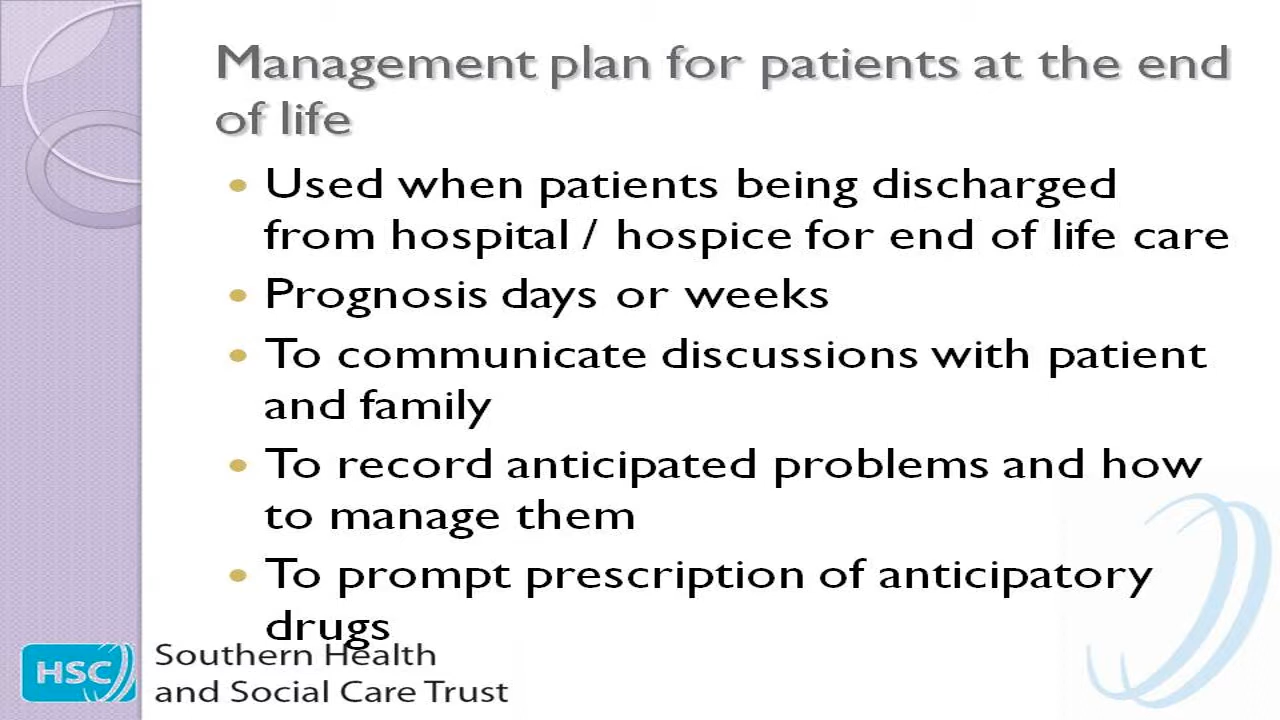 Management plan for patients at the end
of life
• Used when patients being discharged
from hospital / hospice for end of life care
• Prognosis days or weeks
• To communicate discussions with patient
and family
• To record anticipated problems and how
to manage them
• To prompt prescription of anticipatory
drugs
HSC Southern Health
and Social Care Trust